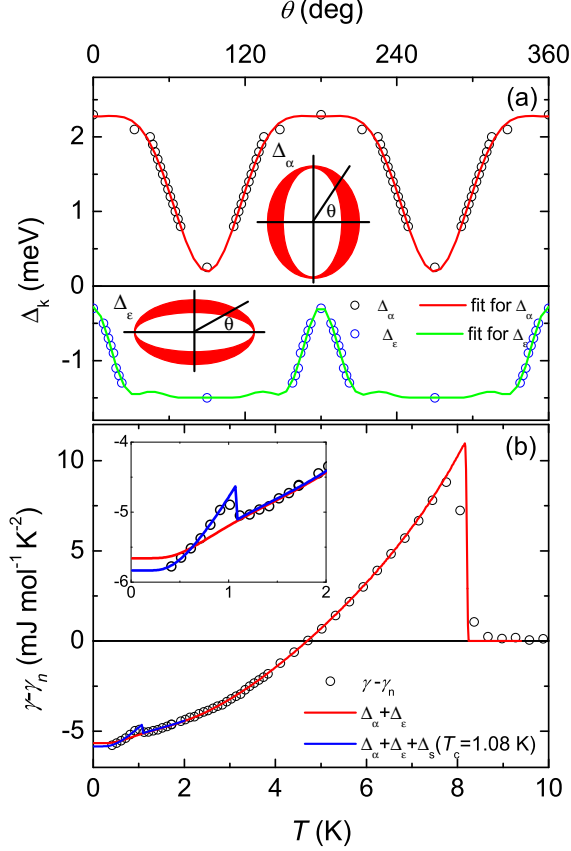 θ (deg)
0 120 240 360
(a)
2
1
0
-1
Δk (meV)
Δα
θ
Δε
θ
Δα fit for Δα
Δε fit for Δε
(b)
10
5
0
-5
γ-γn (mJ mol-1 K-2)
-4
-5
-6
0 1 2
γ-γn
Δα+Δε
Δα+Δε+Δs(Tc=1.08 K)
0 2 4 6 8 10
T (K)